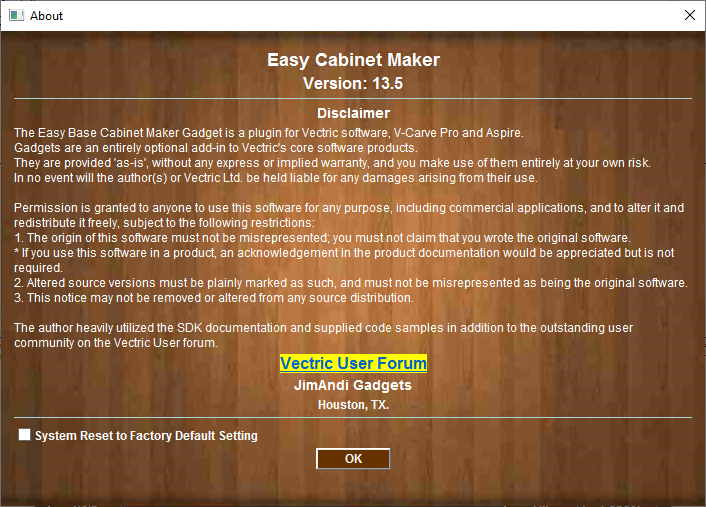 About
Easy Cabinet Maker
Version: 13.5
Disclaimer
The Easy Base Cabinet Maker Gadget is a plugin for Vectric software, V-Carve Pro and Aspire.
Gadgets are an entirely optional add-in to Vectric's core software products.
They are provided 'as-is', without any express or implied warranty, and you make use of them entirely at your own risk.
In no event will the author(s) or Vectric Ltd. be held liable for any damages arising from their use.
Permission is granted to anyone to use this software for any purpose, including commercial applications, and to alter it and
redistribute it freely, subject to the following restrictions:
1. The origin of this software must not be misrepresented; you must not claim that you wrote the original software.
* If you use this software in a product, an acknowledgement in the product documentation would be appreciated but is not
required.
2. Altered source versions must be plainly marked as such, and must not be misrepresented as being the original software.
3. This notice may not be removed or altered from any source distribution.
The author heavily utilized the SDK documentation and supplied code samples in addition to the outstanding user
community on the Vectric User forum.
Vectric User Forum
JimAndi Gadgets
Houston, TX.
System Reset to Factory Default Setting
OK